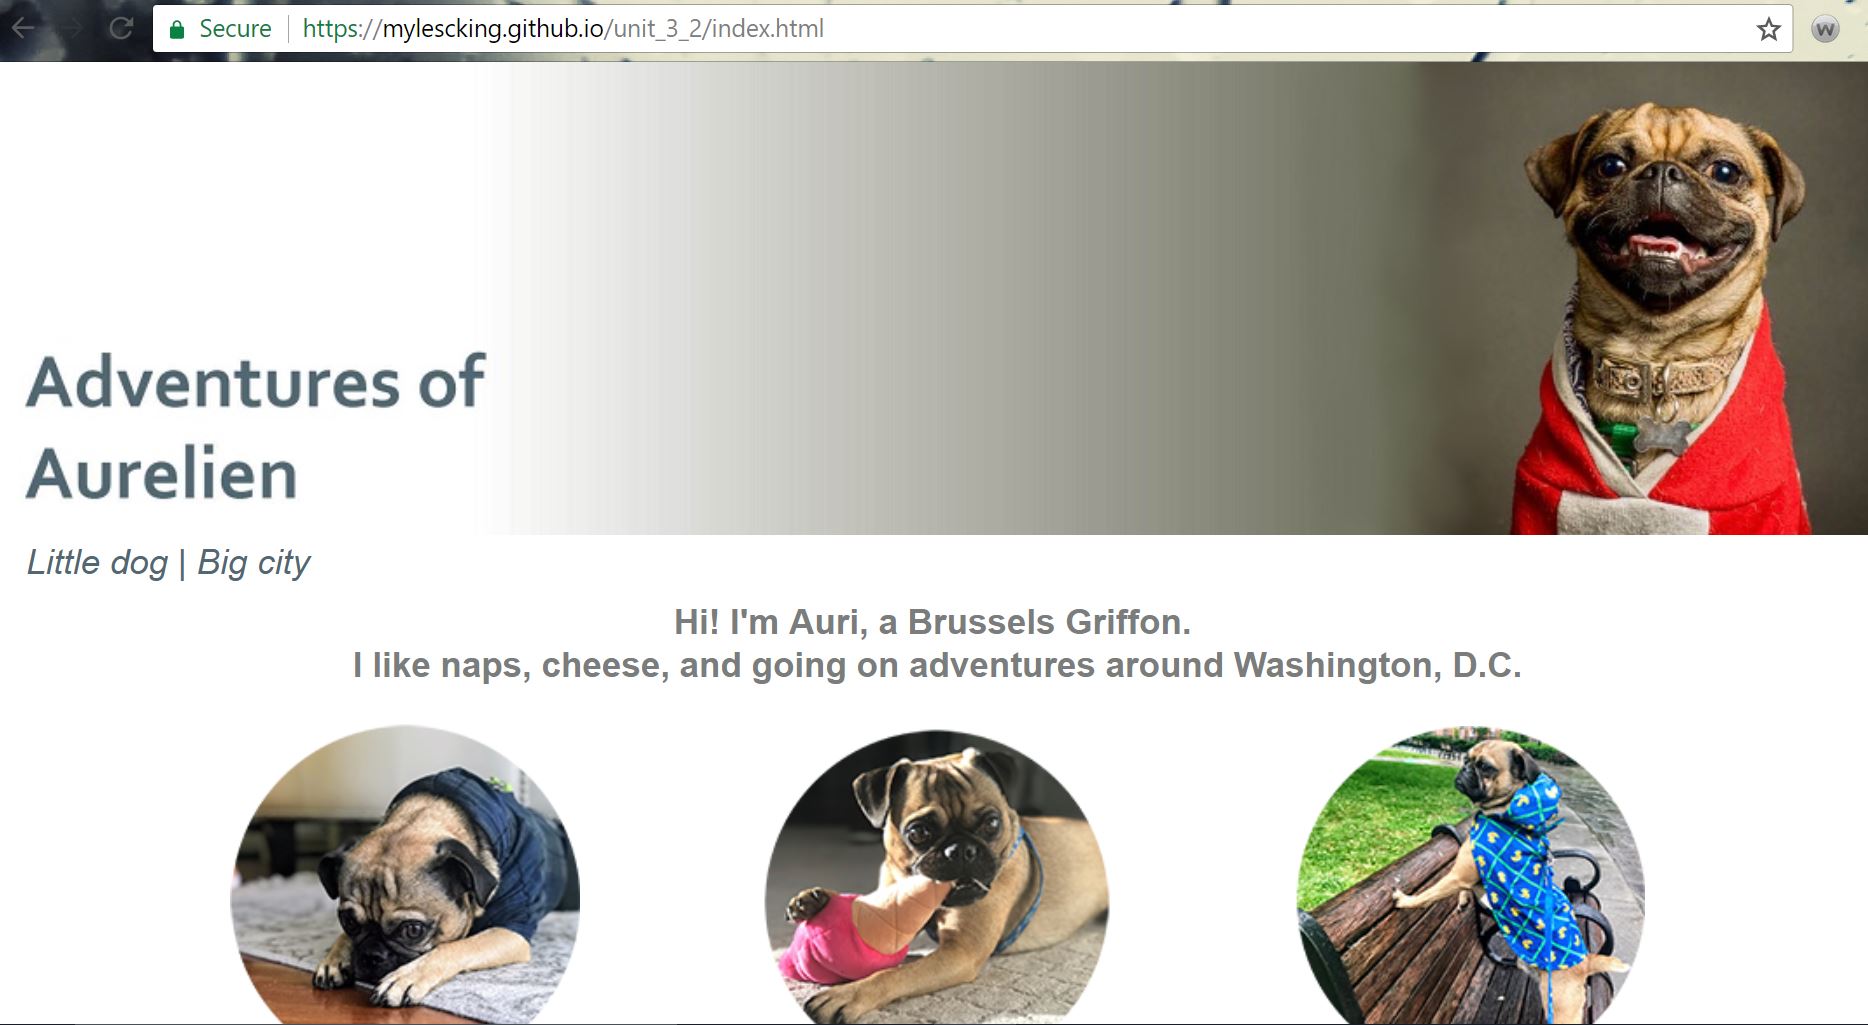 Secure https://mylescking.github.io/unit_3_2/index.html
W
Adventures of
Aurelien
Little dog | Big city
Hi! I'm Auri, a Brussels Griffon.
I like naps, cheese, and going on adventures around Washington, D.C.